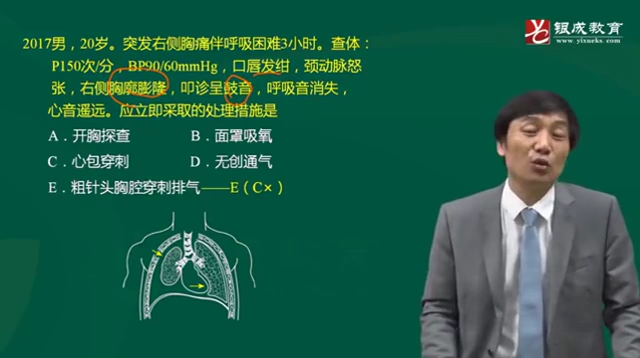 银成教育
www.yixueks.com
2017男，20岁。突发右侧胸痛伴呼吸困难3小时。查体：
P150次/分，BP90/60mmHg，口唇发绀，颈动脉怒
张，右侧胸廓膨隆，叩诊呈鼓音，呼吸音消失，
心音遥远。应立即采取的处理措施是
A．开胸探查 B．面罩吸氧
C．心包穿刺 D．无创通气
E．粗针头胸腔穿刺排气——E（C×）